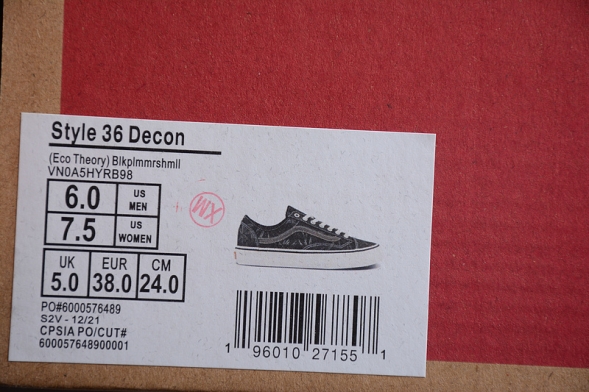 Style 36 Decon
(Eco Theory) Blkplmmrshmll
VN0A5HYRB98
6.0 US MEN
7.5 US WOMEN
UK EUR CM
5.0 38.0 24.0
WX
PO#6000576489
S2V - 12/21
CPSIA PO/CUT#
600057648900001
1 96010 27155 1